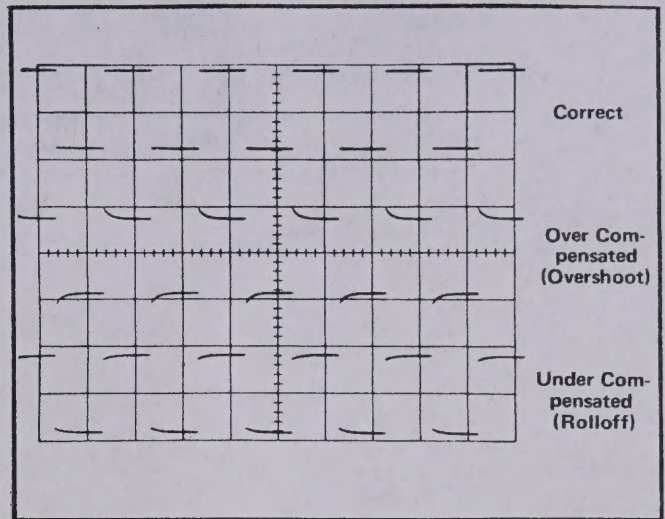 Correct
Over Com-
pensated
(Overshoot)
Under Com-
pensated
(Rolloff)